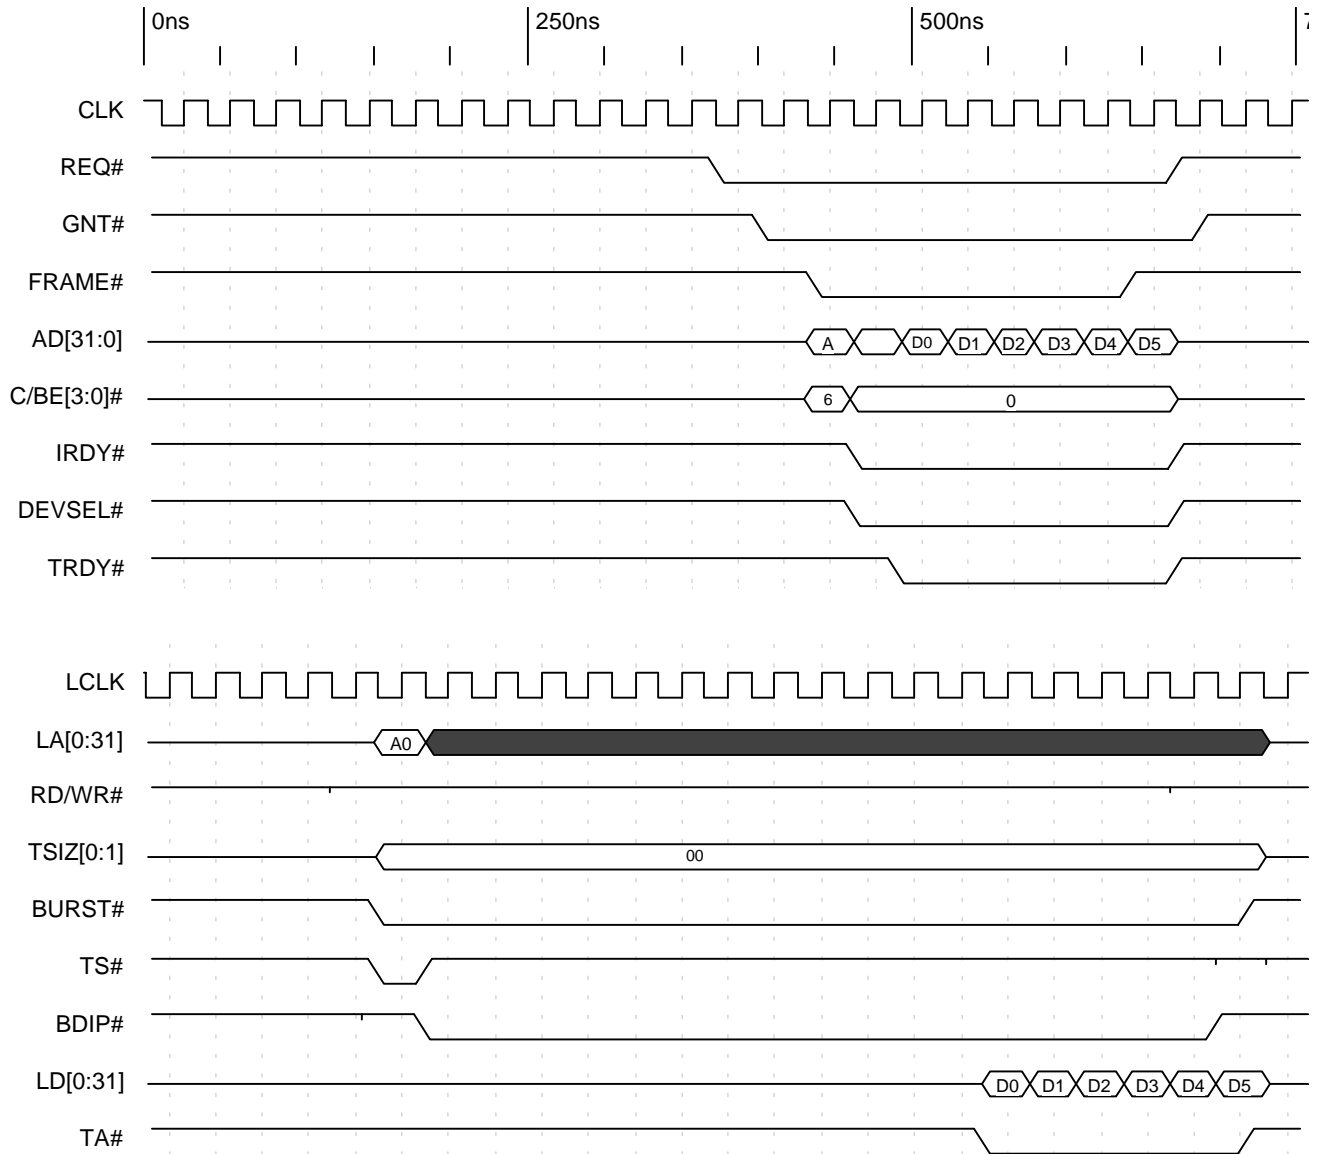 0ns 250ns 500ns
CLK
REQ#
GNT#
FRAME#
AD[31:0] A D0 D1 D2 D3 D4 D5
C/BE[3:0]# 6 0
IRDY#
DEVSEL#
TRDY#
LCLK
LA[0:31] A0
RD/WR#
TSIZ[0:1] 00
BURST#
TS#
BDIP#
LD[0:31] D0 D1 D2 D3 D4 D5
TA#